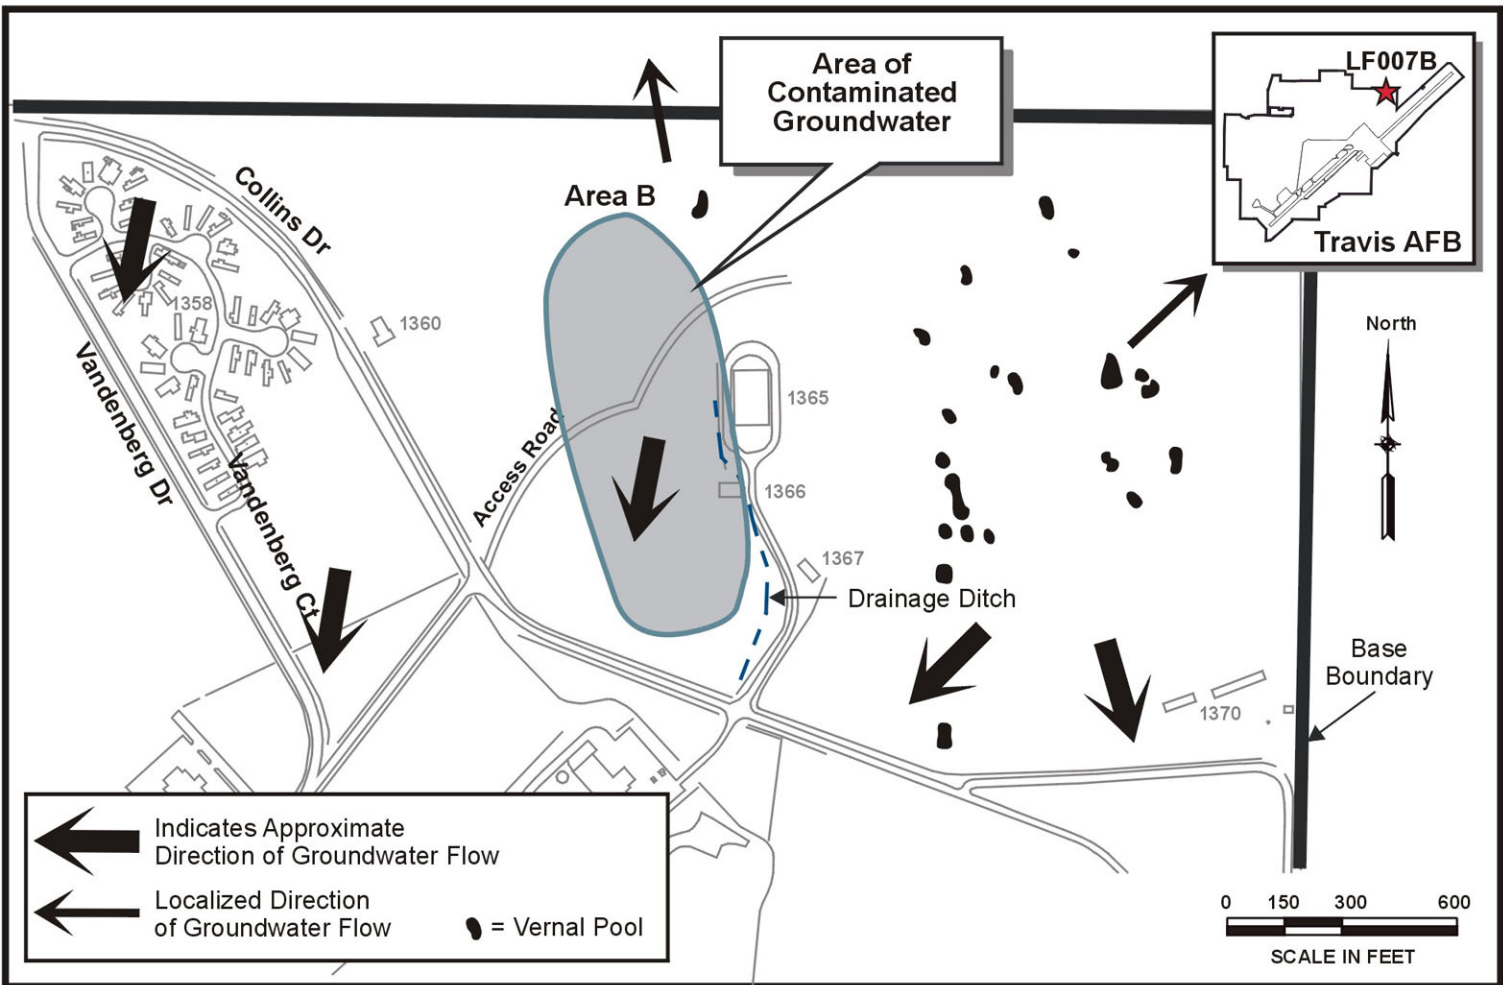 Area of
Contaminated
Groundwater
LF007B
Travis AFB
Area B
Collins Dr
1358
1360
North
Vandenberg Dr
1365
Access Road
Vandenberg Ct
1366
1367
Drainage Ditch
Base
Boundary
1370
Indicates Approximate
Direction of Groundwater Flow
Localized Direction
of Groundwater Flow
= Vernal Pool
0 150 300 600
SCALE IN FEET